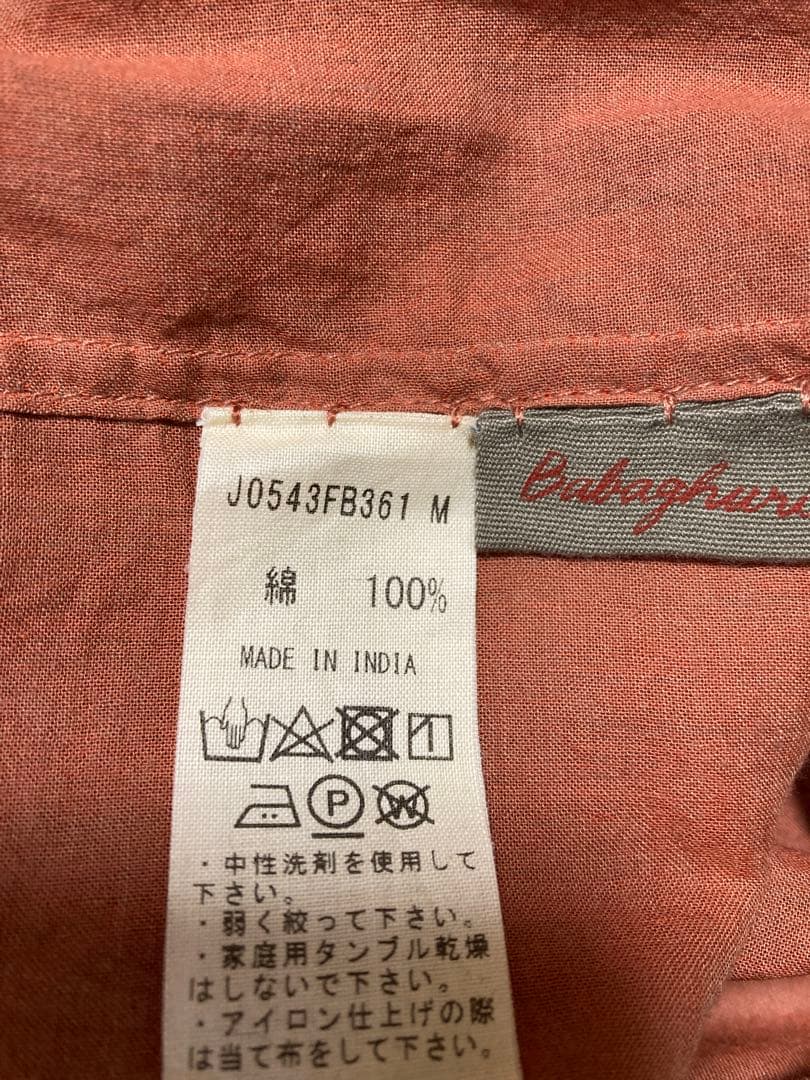 J0543FB361 M
Babaghuri
綿 100%
MADE IN INDIA
P W
・中性洗剤を使用して
下さい。
・弱く絞って下さい。
・家庭用タンブル乾燥
はしないで下さい。
・アイロン仕上げの際
は当て布をして下さい。